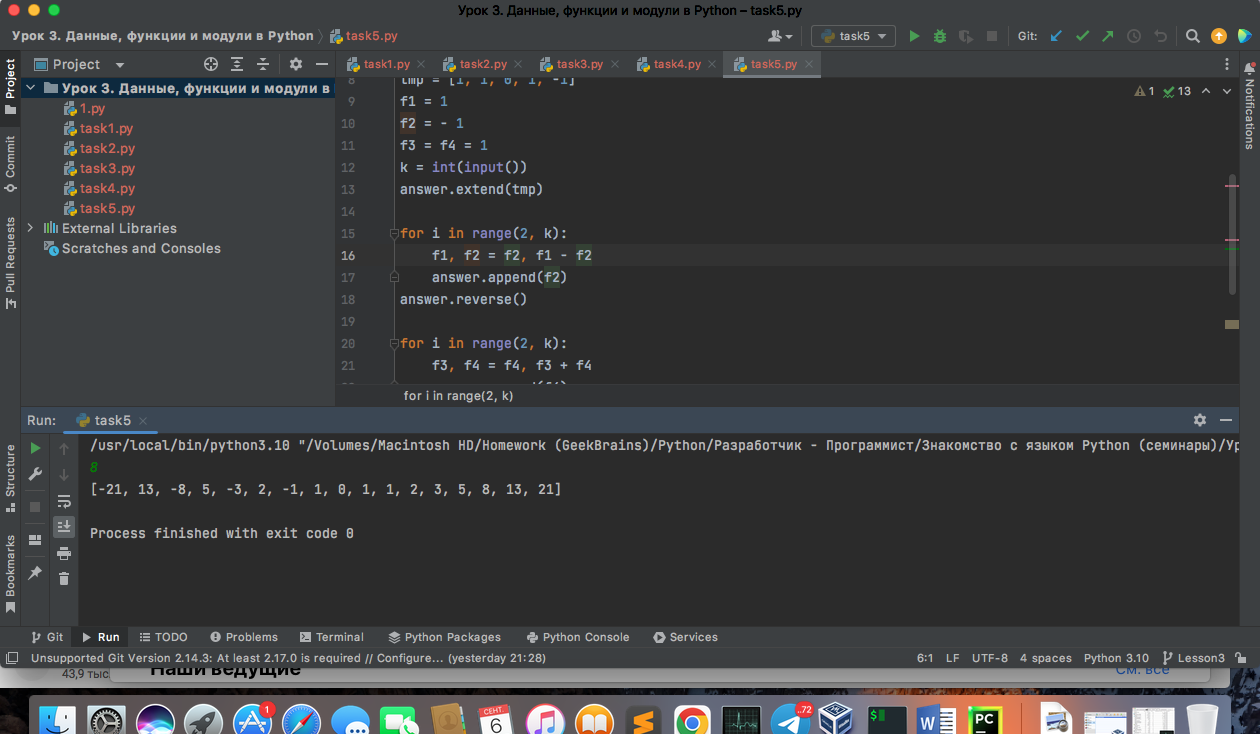 Урок 3. Данные, функции и модули в Python – task5.py
Урок 3. Данные, функции и модули в Python task5.py
task5
Git:
Project
task1.py
task2.py
task3.py
task4.py
task5.py
Project
Commit
Pull Requests
Structure
Bookmarks
Notifications
Урок 3. Данные, функции и модули в
1.py
task1.py
task2.py
task3.py
task4.py
task5.py
External Libraries
Scratches and Consoles
1 13
8 tmp = [1, 1, 0, 1, -1]
9 f1 = 1
10 f2 = - 1
11 f3 = f4 = 1
12 k = int(input())
13 answer.extend(tmp)
14
15 for i in range(2, k):
16 f1, f2 = f2, f1 - f2
17 answer.append(f2)
18 answer.reverse()
19
20 for i in range(2, k):
21 f3, f4 = f4, f3 + f4
for i in range(2, k)
Run: task5
/usr/local/bin/python3.10 "/Volumes/Macintosh HD/Homework (GeekBrains)/Python/Разработчик - Программист/Знакомство с языком Python (семинары)/Ур
8
[-21, 13, -8, 5, -3, 2, -1, 1, 0, 1, 1, 2, 3, 5, 8, 13, 21]
Process finished with exit code 0
Git Run TODO Problems Terminal Python Packages Python Console Services
Unsupported Git Version 2.14.3: At least 2.17.0 is required // Configure... (yesterday 21:28)
6:1 LF UTF-8 4 spaces Python 3.10 Lesson3
43,9 тыс
Наши ведущие
См. все
1
СЕНТ.
6
..72
$
W
PC